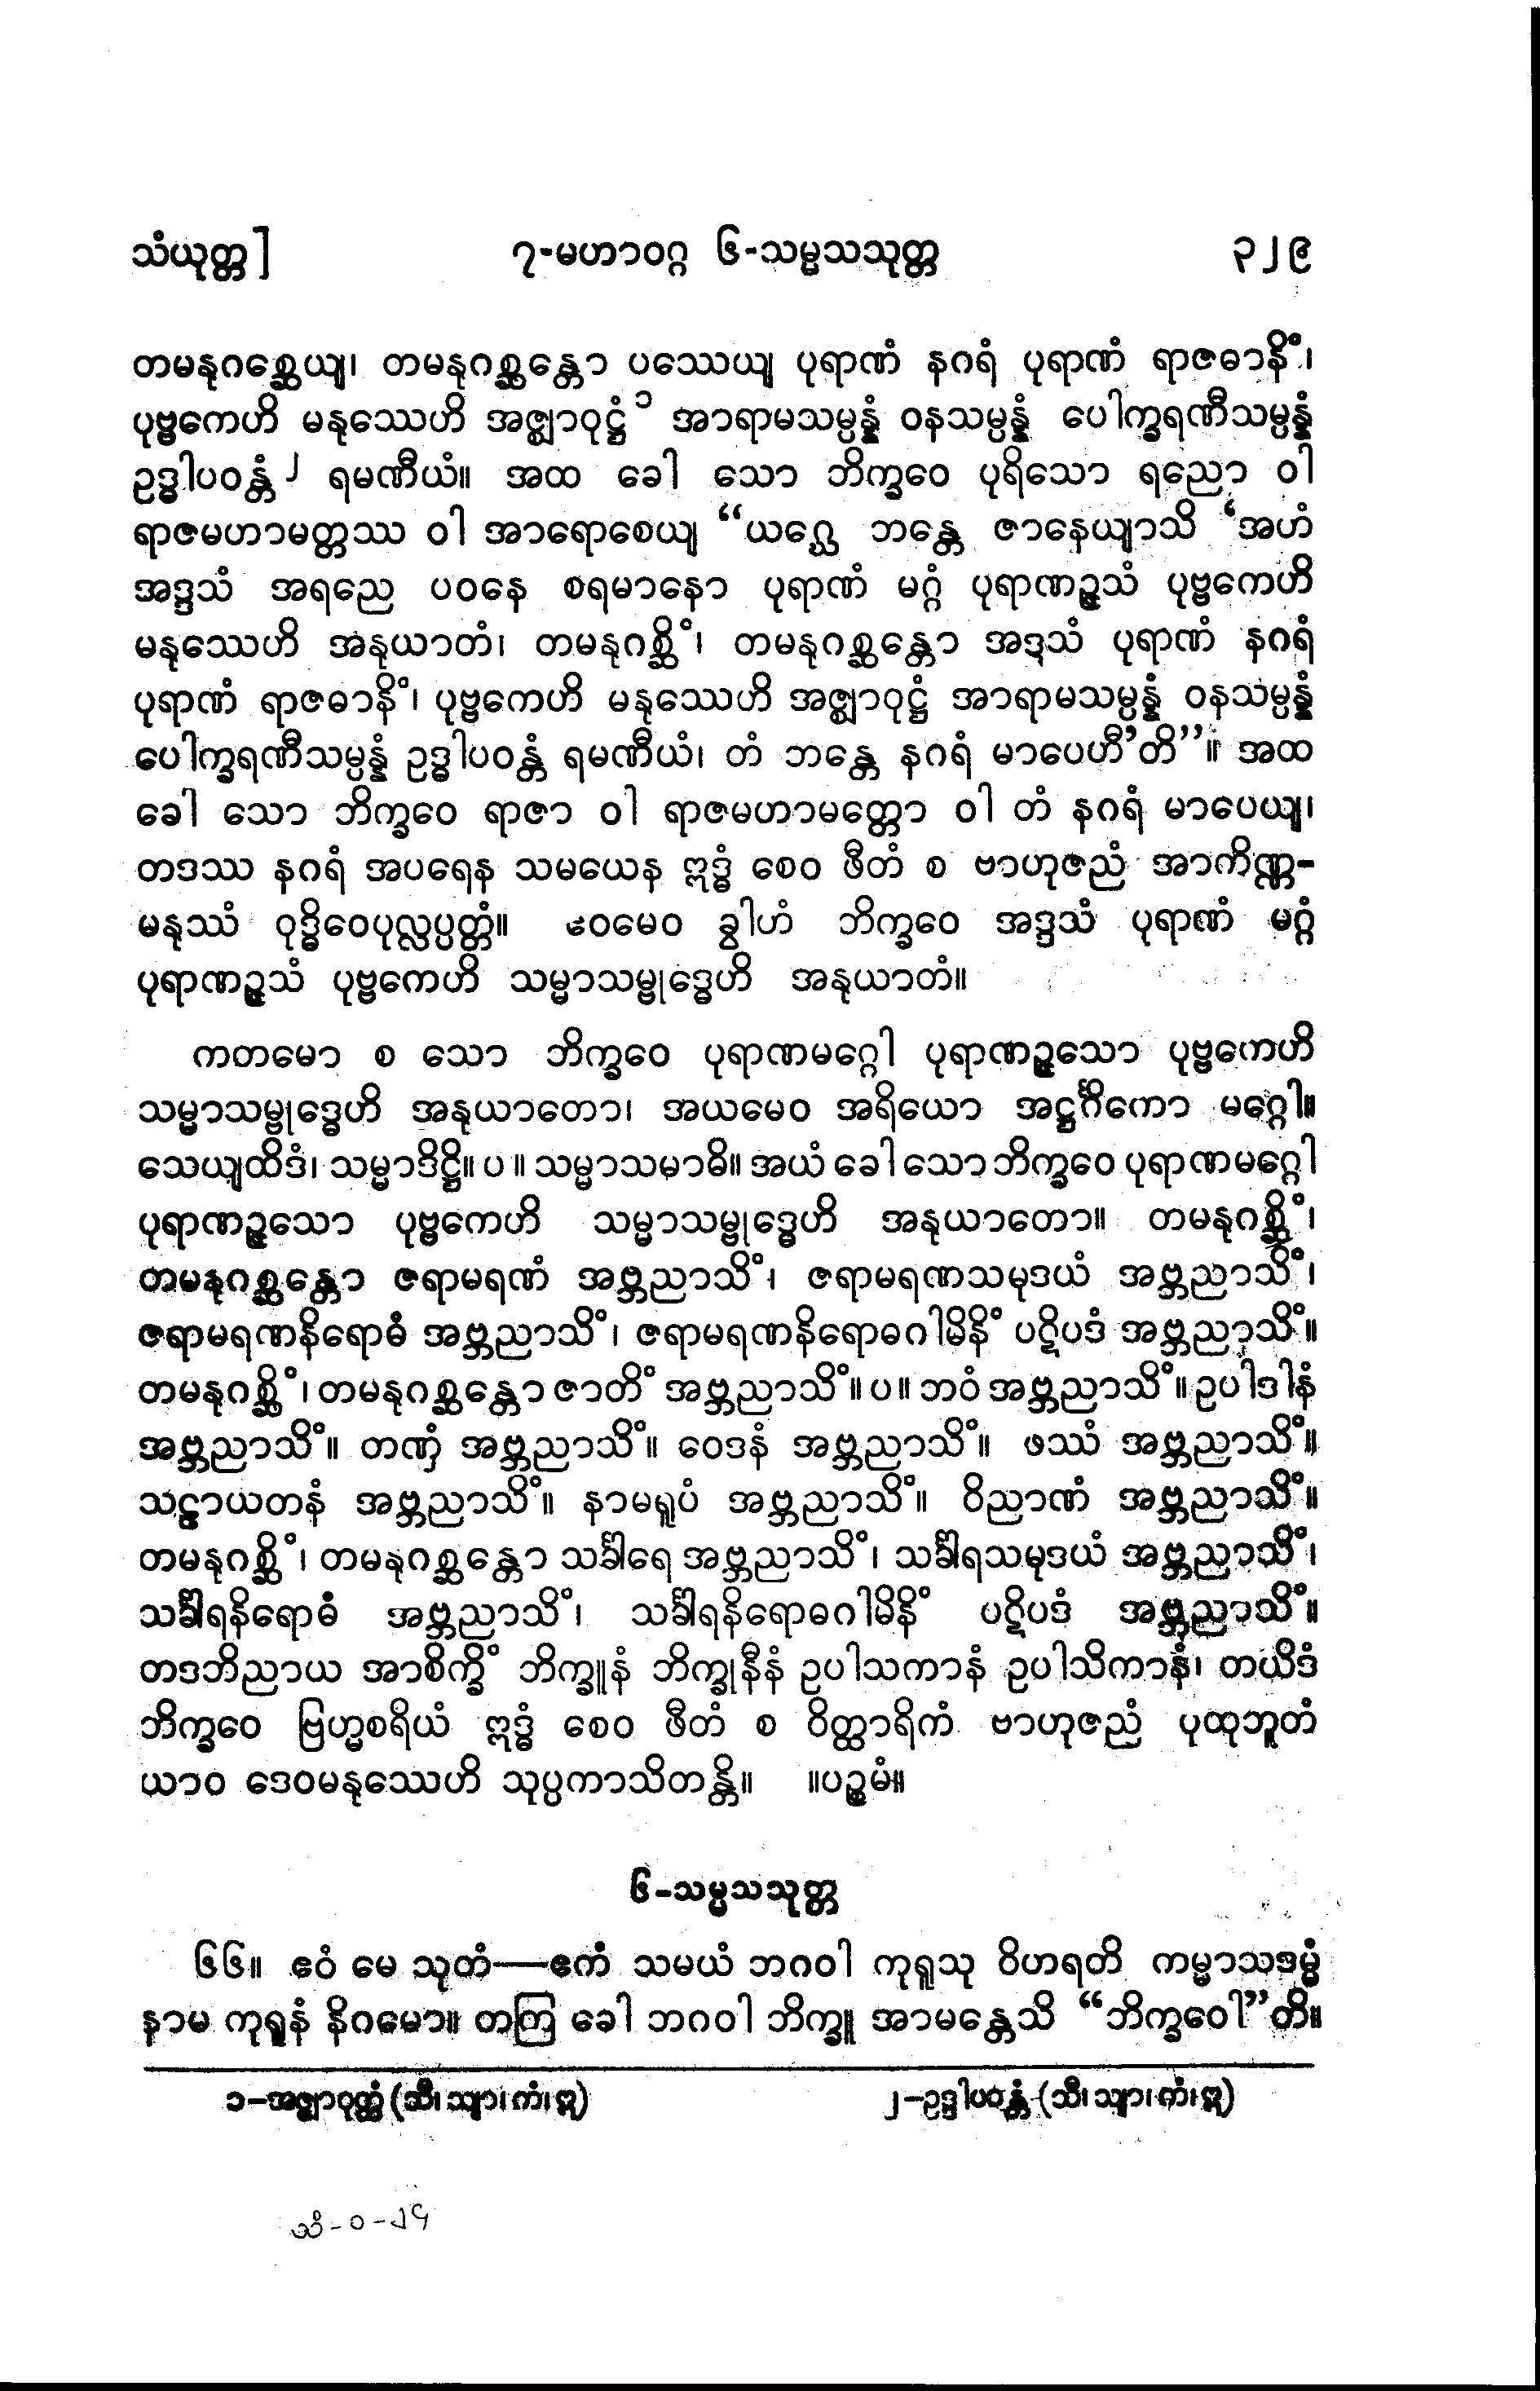 သံယုတ္တ] ၇-မဟာဝဂ္ဂ ၆-သမ္မသသုတ္တ ၃၂၉
တမနုဂစ္ဆေယျ၊ တမနုဂစ္ဆန္တော ပဿေယျ ပုရာဏံ နဂရံ ပုရာဏံ ရာဇဓာနိံ၊
ပုဗ္ဗကေဟိ မနုဿေဟိ အဇ္ဈာဝုဋ္ဌံ၁ အာရာမသမ္ပန္နံ ဝနသမ္ပန္နံ ပေါက္ခရဏီသမ္ပန္နံ
ဥဒ္ဓါပဝန္တံ၂ ရမဏီယံ။ အထ ခေါ သော ဘိက္ခဝေ ပုရိသော ရညော ဝါ
ရာဇမဟာမတ္တဿ ဝါ အာရောစေယျ “ယဂ္ဃေ ဘန္တေ ဇာနေယျာသိ ‘အဟံ
အဒ္ဒသံ အရညေ ပဝနေ စရမာနော ပုရာဏံ မဂ္ဂံ ပုရာဏဉ္ဇသံ ပုဗ္ဗကေဟိ
မနုဿေဟိ အနုယာတံ၊ တမနုဂစ္ဆိံ၊ တမနုဂစ္ဆန္တော အဒ္ဒသံ ပုရာဏံ နဂရံ
ပုရာဏံ ရာဇဓာနိံ၊ ပုဗ္ဗကေဟိ မနုဿေဟိ အဇ္ဈာဝုဋ္ဌံ အာရာမသမ္ပန္နံ ဝနသမ္ပန္နံ
ပေါက္ခရဏီသမ္ပန္နံ ဥဒ္ဓါပဝန္တံ ရမဏီယံ၊ တံ ဘန္တေ နဂရံ မာပေဟီ’တိ”။ အထ
ခေါ သော ဘိက္ခဝေ ရာဇာ ဝါ ရာဇမဟာမတ္တော ဝါ တံ နဂရံ မာပေယျ၊
တဒဿ နဂရံ အပရေန သမယေန ဣဒ္ဓံ စေဝ ဖီတံ စ ဗာဟုဇညံ အာကိဏ္ဏ-
မနုဿံ ဝုဒ္ဓိဝေပုလ္လပ္ပတ္တံ။ ဧဝမေဝ ခွါဟံ ဘိက္ခဝေ အဒ္ဒသံ ပုရာဏံ မဂ္ဂံ
ပုရာဏဉ္ဇသံ ပုဗ္ဗကေဟိ သမ္မာသမ္ဗုဒ္ဓေဟိ အနုယာတံ။
ကတမော စ သော ဘိက္ခဝေ ပုရာဏမဂ္ဂေါ ပုရာဏဉ္ဇသော ပုဗ္ဗကေဟိ
သမ္မာသမ္ဗုဒ္ဓေဟိ အနုယာတော၊ အယမေဝ အရိယော အဋ္ဌင်္ဂိကော မဂ္ဂေါ။
သေယျထိဒံ၊ သမ္မာဒိဋ္ဌိ။ ပ ။ သမ္မာသမာဓိ။ အယံ ခေါ သော ဘိက္ခဝေ ပုရာဏမဂ္ဂေါ
ပုရာဏဉ္ဇသော ပုဗ္ဗကေဟိ သမ္မာသမ္ဗုဒ္ဓေဟိ အနုယာတော။ တမနုဂစ္ဆိံ၊
တမနုဂစ္ဆန္တော ဇရာမရဏံ အဗ္ဘညာသိံ၊ ဇရာမရဏသမုဒယံ အဗ္ဘညာသိံ၊
ဇရာမရဏနိရောဓံ အဗ္ဘညာသိံ၊ ဇရာမရဏနိရောဓဂါမိနိံ ပဋိပဒံ အဗ္ဘညာသိံ။
တမနုဂစ္ဆိံ၊ တမနုဂစ္ဆန္တော ဇာတိံ အဗ္ဘညာသိံ။ ပ။ ဘဝံ အဗ္ဘညာသိံ။ ဥပါဒါနံ
အဗ္ဘညာသိံ။ တဏှံ အဗ္ဘညာသိံ။ ဝေဒနံ အဗ္ဘညာသိံ။ ဖဿံ အဗ္ဘညာသိံ။
သဠာယတနံ အဗ္ဘညာသိံ။ နာမရူပံ အဗ္ဘညာသိံ။ ဝိညာဏံ အဗ္ဘညာသိံ။
တမနုဂစ္ဆိံ၊ တမနုဂစ္ဆန္တော သင်္ခါရေ အဗ္ဘညာသိံ၊ သင်္ခါရသမုဒယံ အဗ္ဘညာသိံ၊
သင်္ခါရနိရောဓံ အဗ္ဘညာသိံ၊ သင်္ခါရနိရောဓဂါမိနိံ ပဋိပဒံ အဗ္ဘညာသိံ။
တဒဘိညာယ အာစိက္ခိံ ဘိက္ခူနံ ဘိက္ခုနီနံ ဥပါသကာနံ ဥပါသိကာနံ၊ တယိဒံ
ဘိက္ခဝေ ဗြဟ္မစရိယံ ဣဒ္ဓံ စေဝ ဖီတံ စ ဝိတ္ထာရိကံ ဗာဟုဇညံ ပုထုဘူတံ
ယာဝ ဒေဝမနုဿေဟိ သုပ္ပကာသိတန္တိ။ ။ပဉ္စမံ။
၆-သမ္မသသုတ္တ
၆၆။ ဧဝံ မေ သုတံ—ဧကံ သမယံ ဘဂဝါ ကုရူသု ဝိဟရတိ ကမ္မာသဒမ္မံ
နာမ ကုရူနံ နိဂမော။ တတြ ခေါ ဘဂဝါ ဘိက္ခူ အာမန္တေသိ “ဘိက္ခဝေါ”တိ။
၁-အဇ္ဈာဝုတ္ထံ (သီ၊ သျာ၊ ကံ၊ ဣ) ၂-ဥဒ္ဒါပဝန္တံ (သီ၊ သျာ၊ ကံ၊ ဣ)